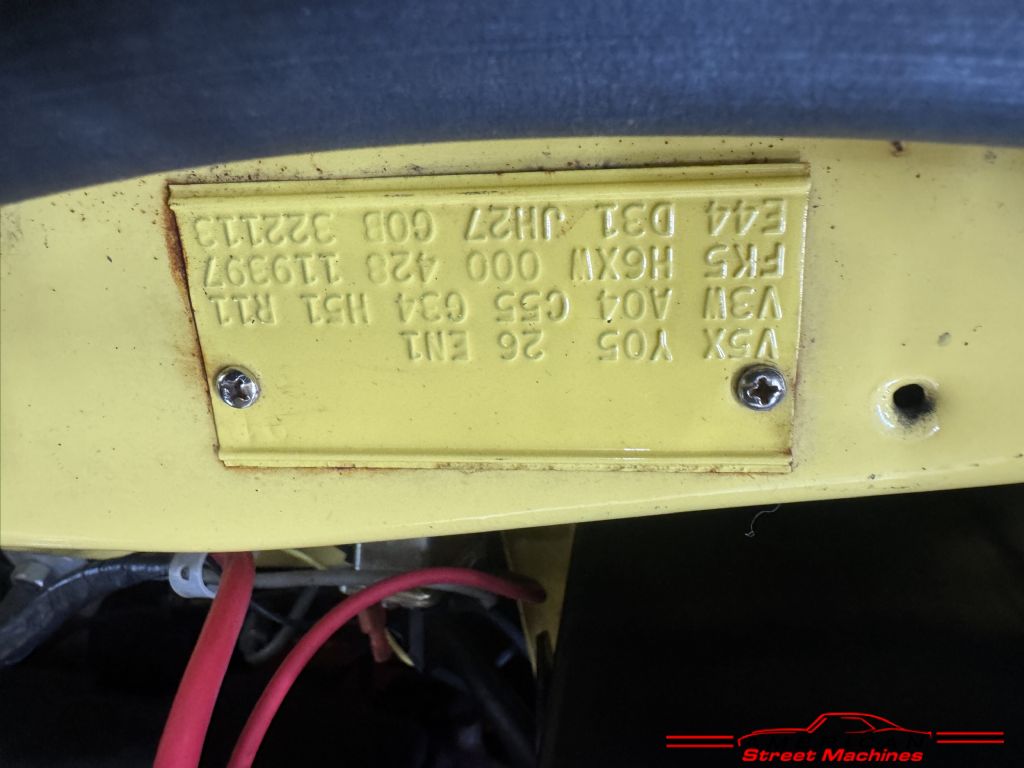 V5X Y05 26 EN1
V3W A04 C55 G34 H51 R11
FK5 H6XW 000 428 119397
E44 D31 JH27 G0B 322113
Street Machines